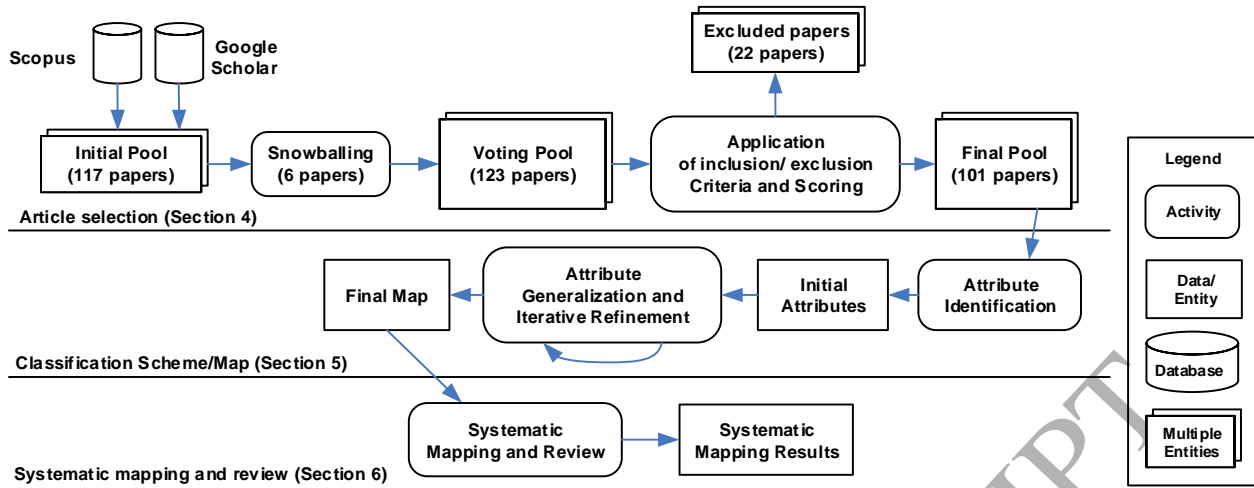 Scopus
Google
Scholar
Excluded papers
(22 papers)
Initial Pool
(117 papers)
Snowballing
(6 papers)
Voting Pool
(123 papers)
Application
of inclusion/ exclusion
Criteria and Scoring
Final Pool
(101 papers)
Article selection (Section 4)
Final Map
Attribute
Generalization and
Iterative Refinement
Initial
Attributes
Attribute
Identification
Classification Scheme/Map (Section 5)
Systematic
Mapping and Review
Systematic
Mapping Results
Systematic mapping and review (Section 6)
Legend
Activity
Data/
Entity
Database
Multiple
Entities